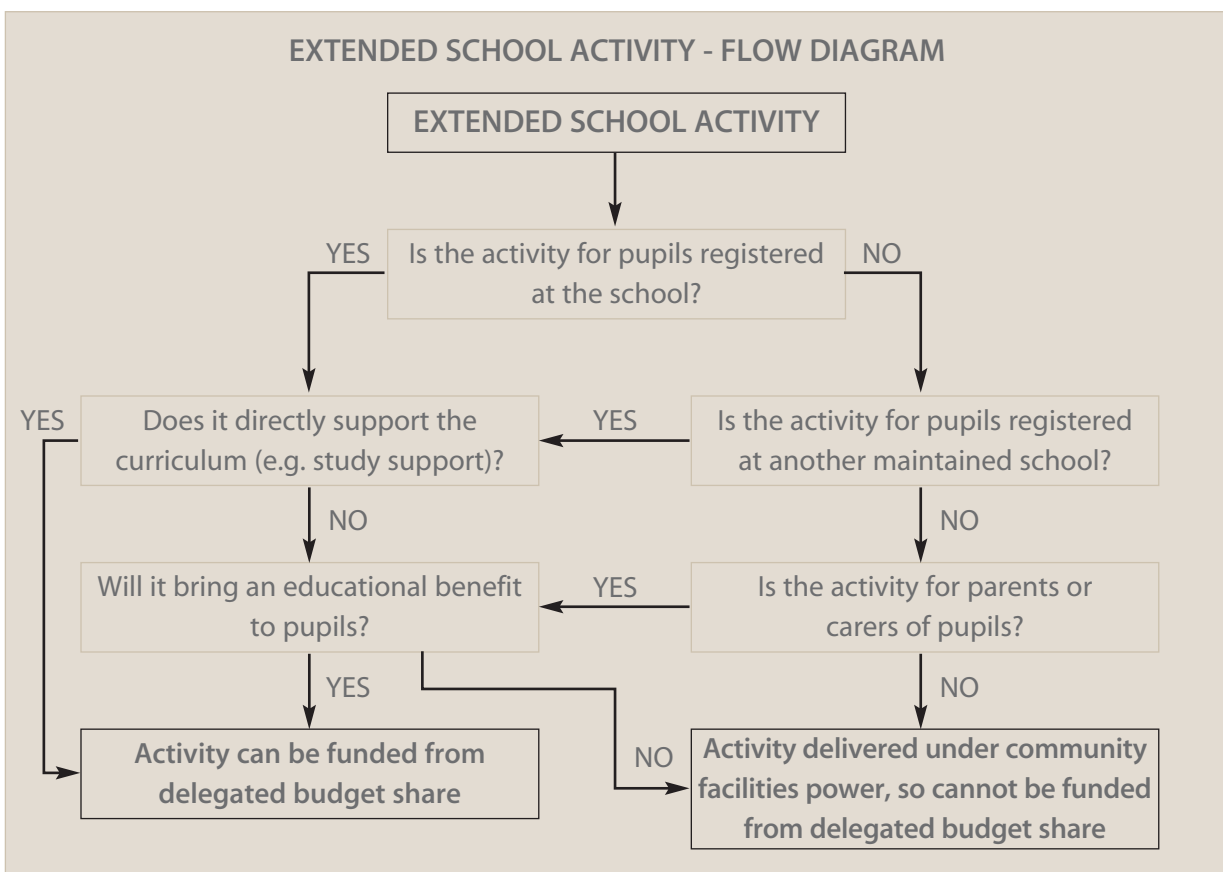 EXTENDED SCHOOL ACTIVITY - FLOW DIAGRAM
EXTENDED SCHOOL ACTIVITY
YES
Is the activity for pupils registered
at the school?
NO
YES
Does it directly support the
curriculum (e.g. study support)?
YES
Is the activity for pupils registered
at another maintained school?
NO
NO
Will it bring an educational benefit
to pupils?
YES
Is the activity for parents or
carers of pupils?
YES
NO
Activity can be funded from
delegated budget share
NO
Activity delivered under community
facilities power, so cannot be funded
from delegated budget share